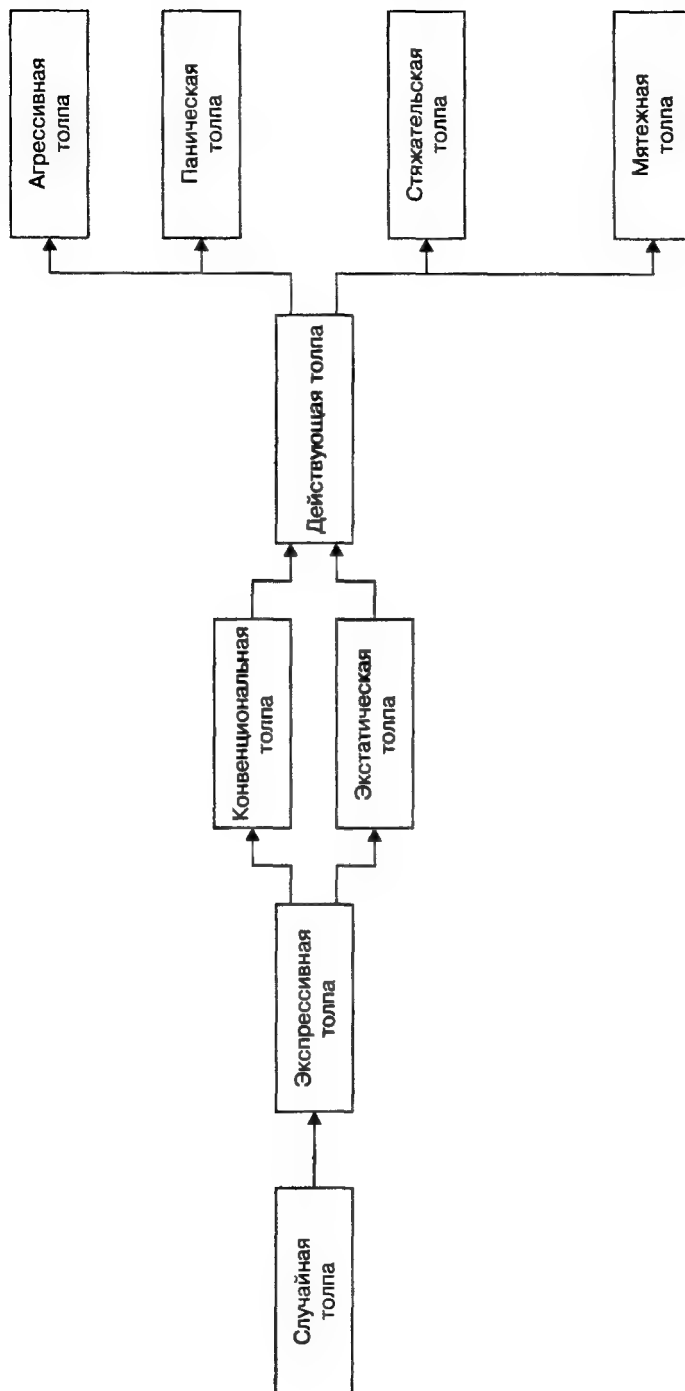 Случайная
толпа
Экспрессивная
толпа
Конвенциональная
толпа
Экстатическая
толпа
Действующая толпа
Агрессивная
толпа
Паническая
толпа
Стяжательская
толпа
Мятежная
толпа